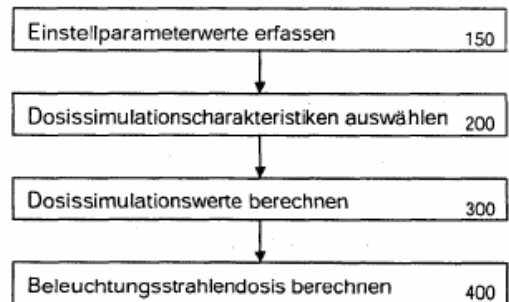 Einstellparameterwerte erfassen 150
Dosissimulationscharakteristiken auswählen 200
Dosissimulationswerte berechnen 300
Beleuchtungsstrahlendosis berechnen 400